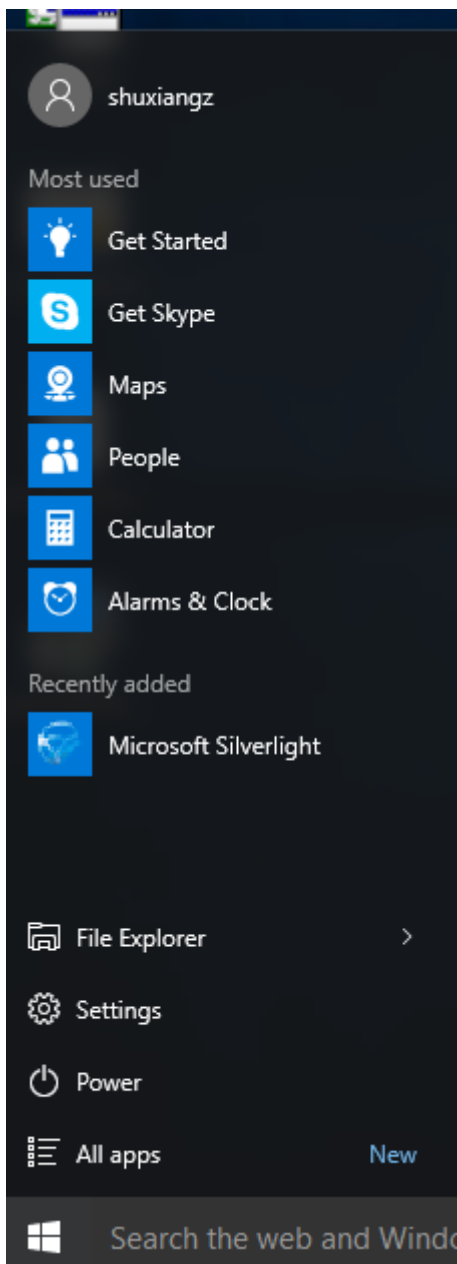 shuxiangz
Most used
Get Started
Get Skype
Maps
People
Calculator
Alarms & Clock
Recently added
Microsoft Silverlight
File Explorer
Settings
Power
All apps New
Search the web and Windo